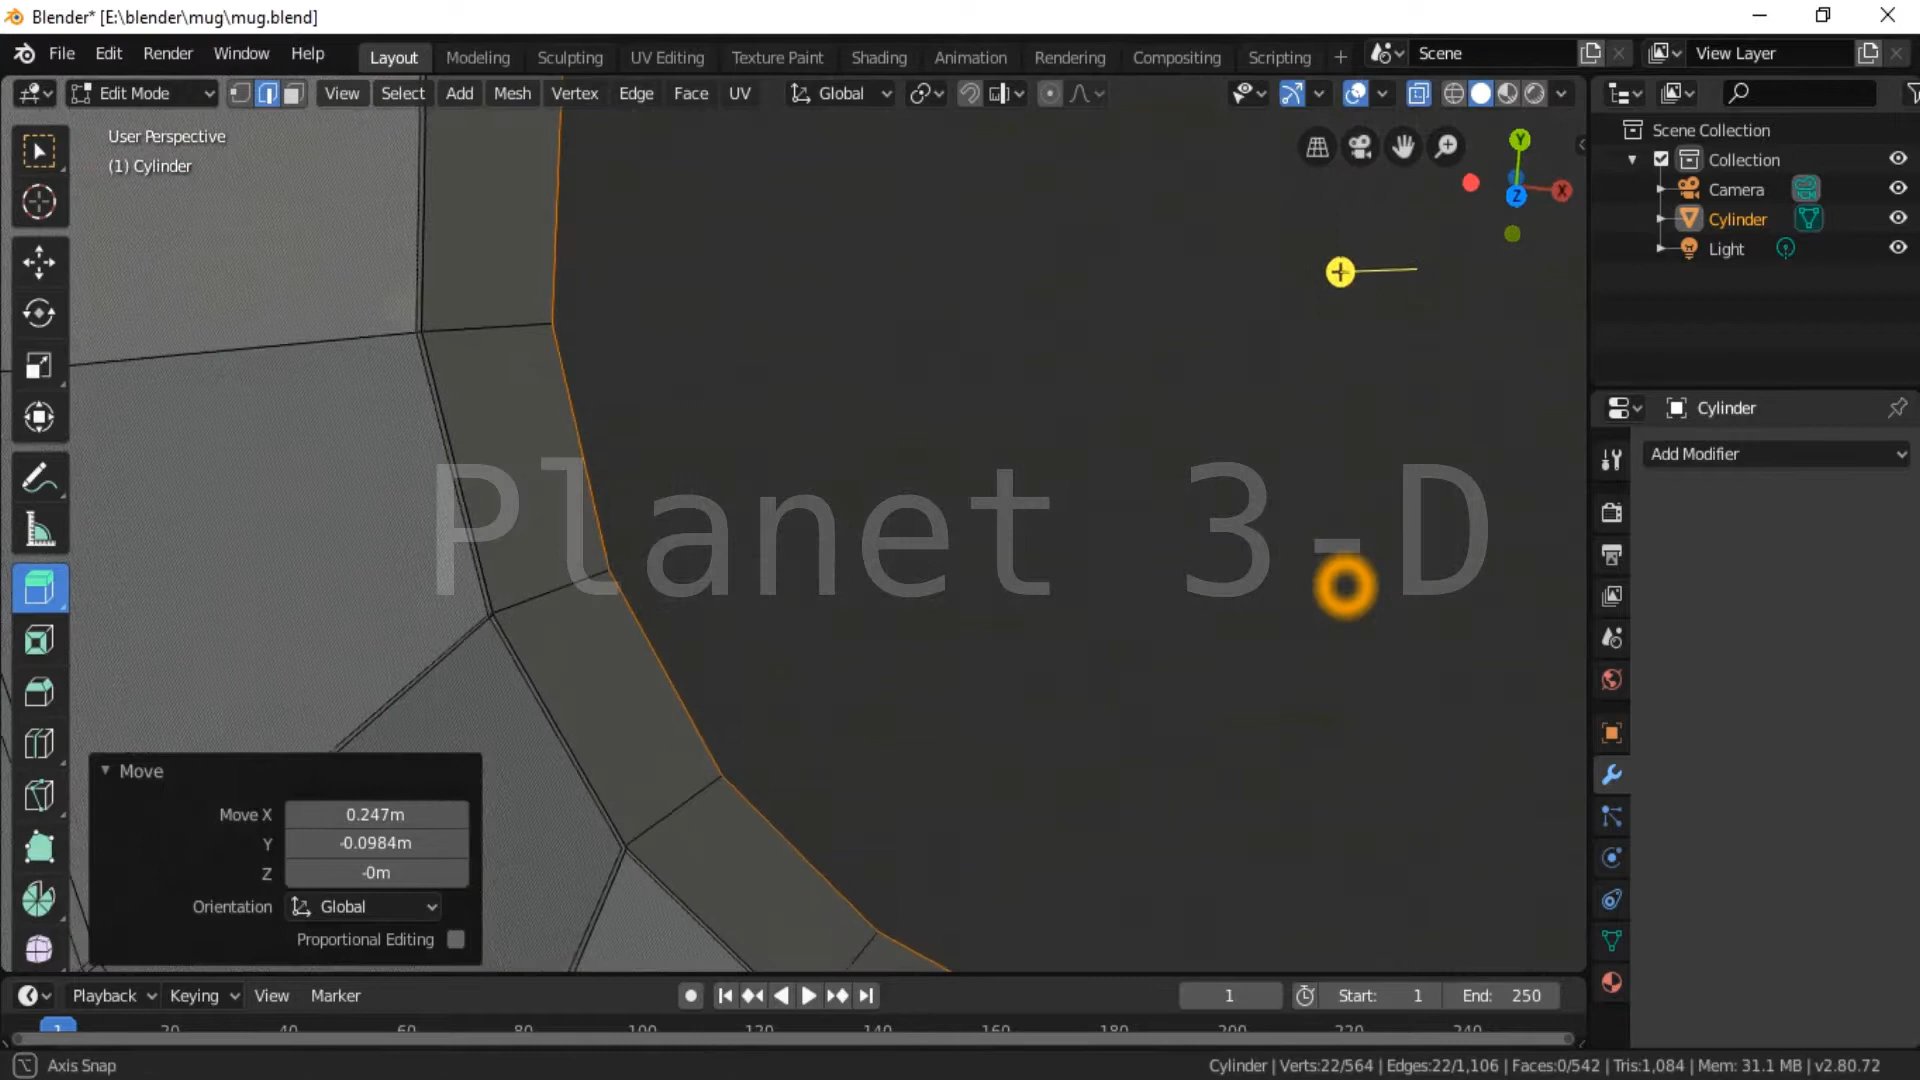 Blender* [E:\blender\mug\mug.blend]
File Edit Render Window Help Layout Modeling Sculpting UV Editing Texture Paint Shading Animation Rendering Compositing Scripting + Scene View Layer
Edit Mode View Select Add Mesh Vertex Edge Face UV Global
User Perspective
(1) Cylinder
Y
X
Z
Scene Collection
Collection
Camera
Cylinder
Light
Cylinder
Add Modifier
Planet 3-D
Move
Move X 0.247m
Y -0.0984m
Z -0m
Orientation Global
Proportional Editing
Playback Keying View Marker 1 Start: 1 End: 250
1 20 40 60 80 100 120 140 160 180 200 220 240
Axis Snap
Cylinder | Verts:22/564 | Edges:22/1,106 | Faces:0/542 | Tris:1,084 | Mem: 31.1 MB | v2.80.72